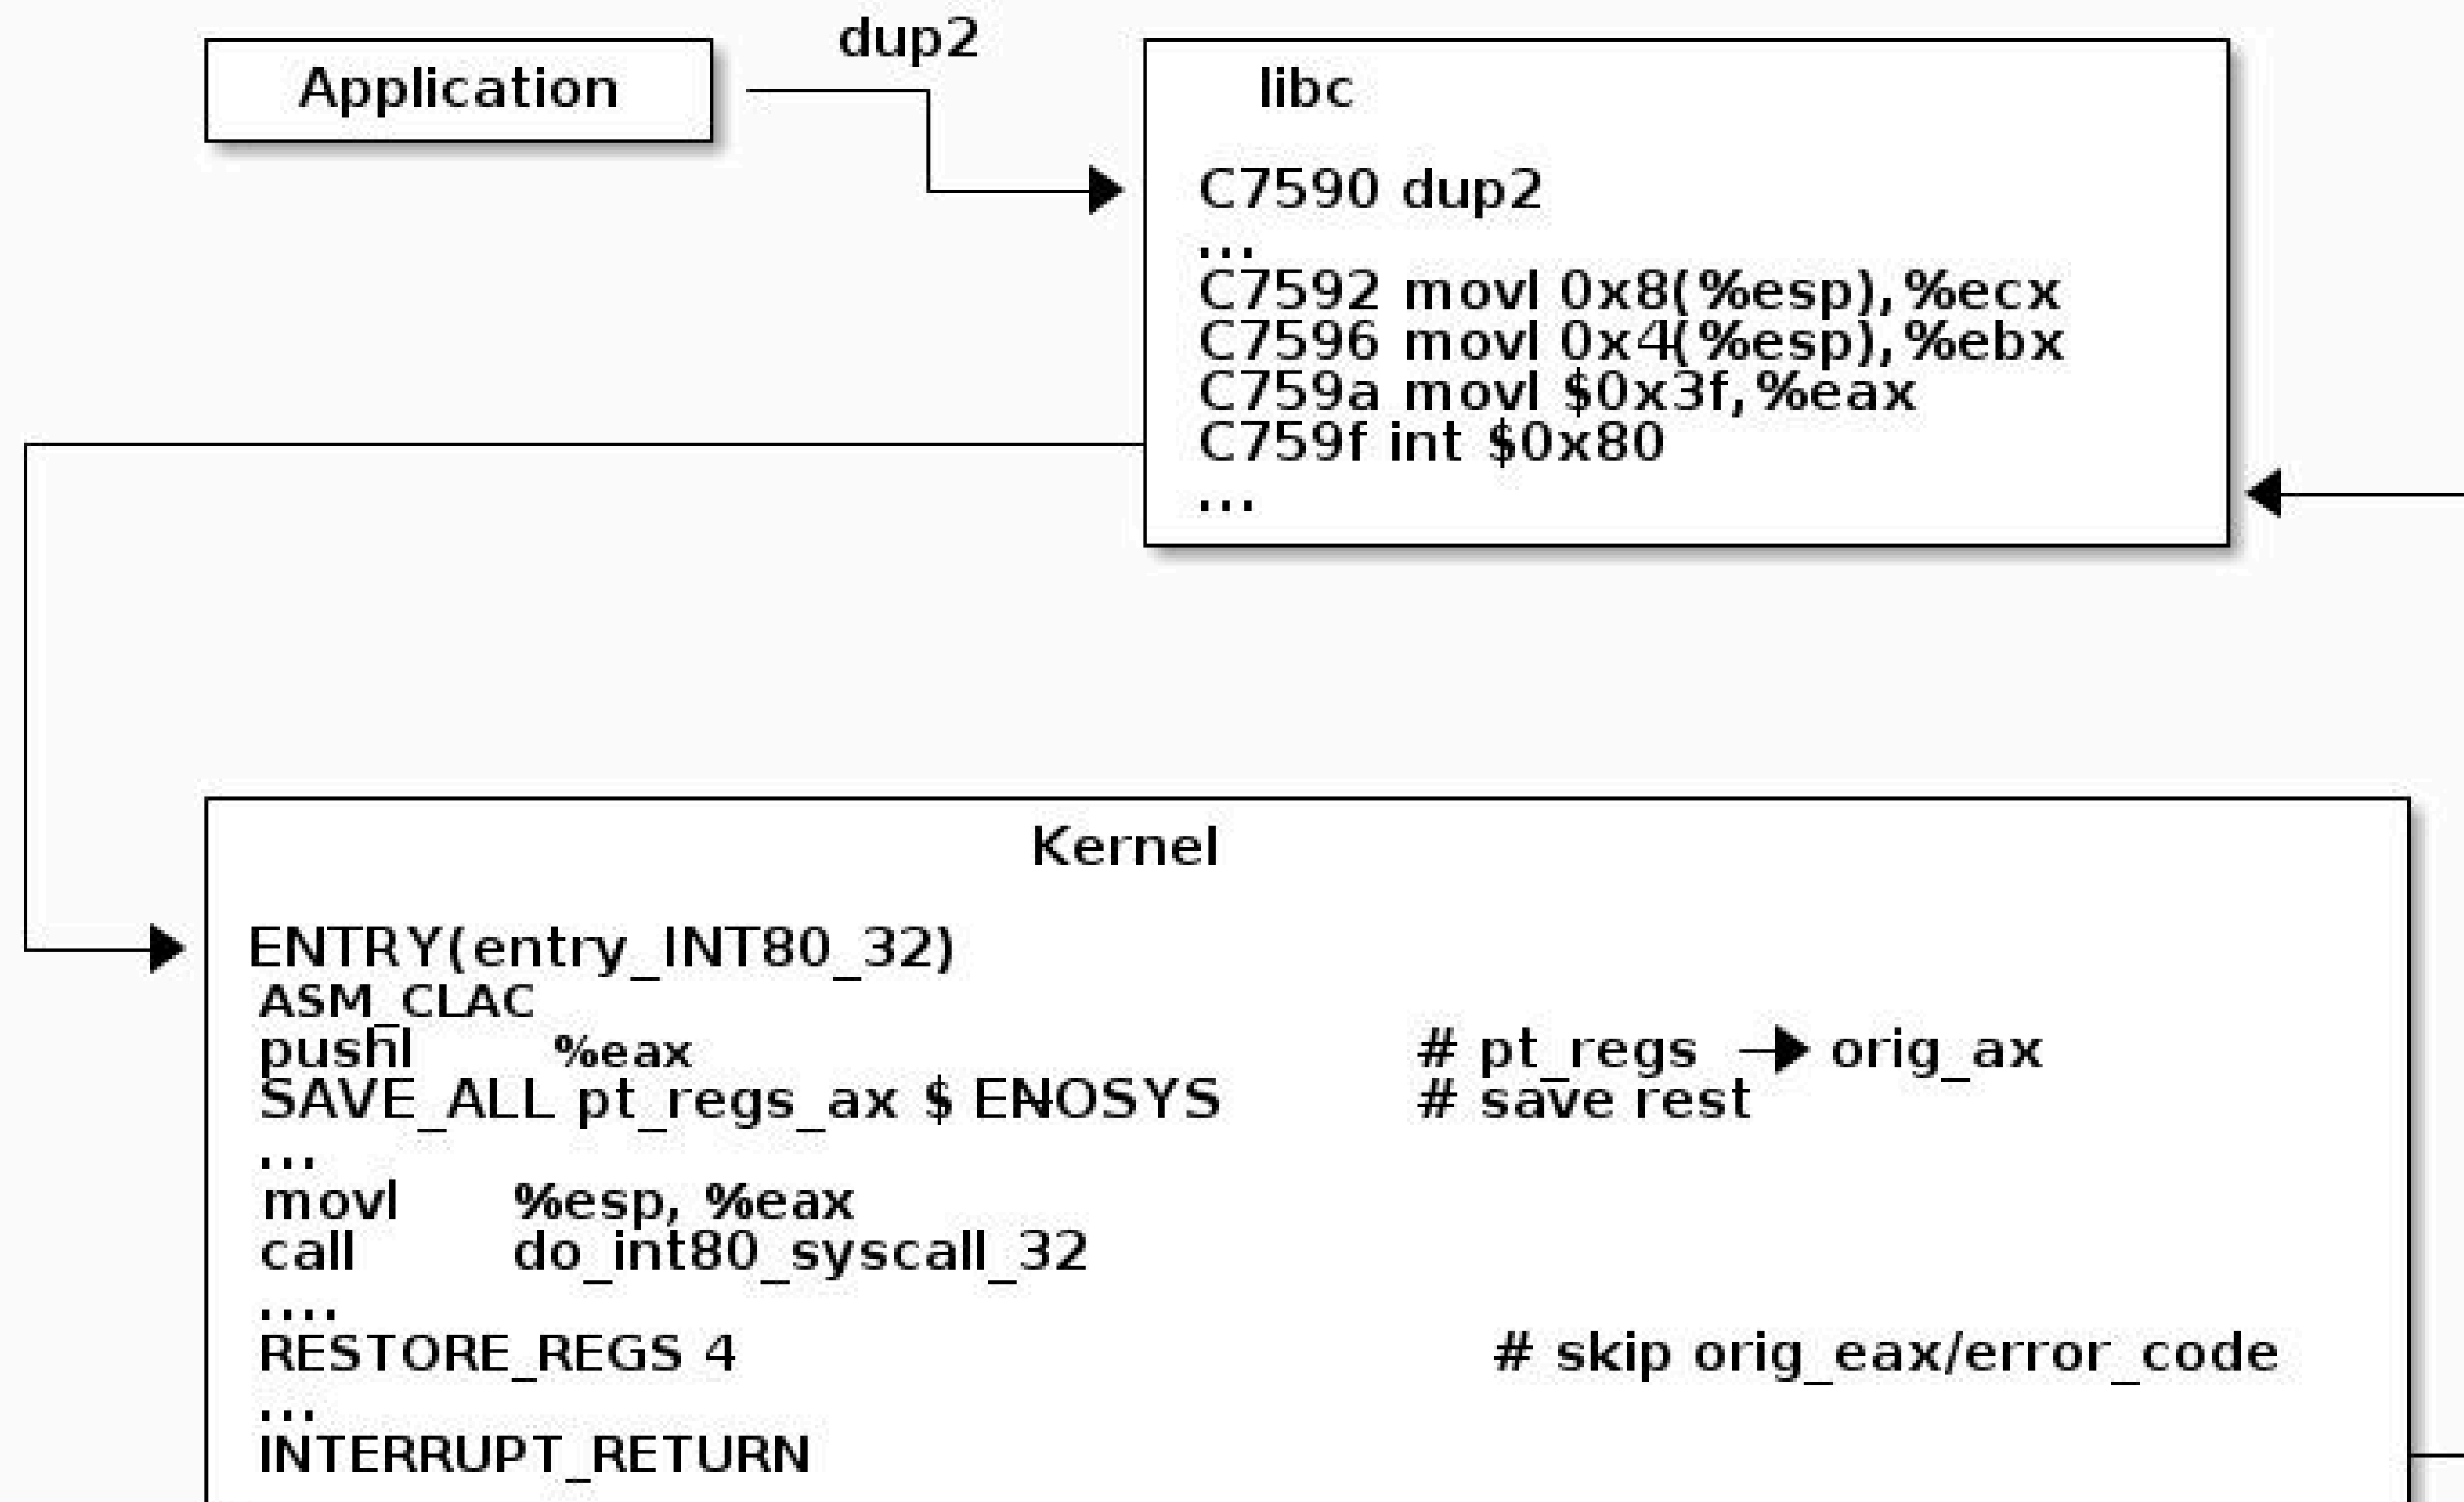 dup2
Application
libc
C7590 dup2
...
C7592 movl 0x8(%esp),%ecx
C7596 movl 0x4(%esp),%ebx
C759a movl $0x3f,%eax
C759f int $0x80
...
Kernel
ENTRY(entry_INT80_32)
ASM_CLAC
pushl %eax # pt_regs → orig_ax
SAVE_ALL pt_regs_ax $ ENOSYS # save rest
...
movl %esp, %eax
call do_int80_syscall_32
....
RESTORE_REGS 4 # skip orig_eax/error_code
...
INTERRUPT_RETURN